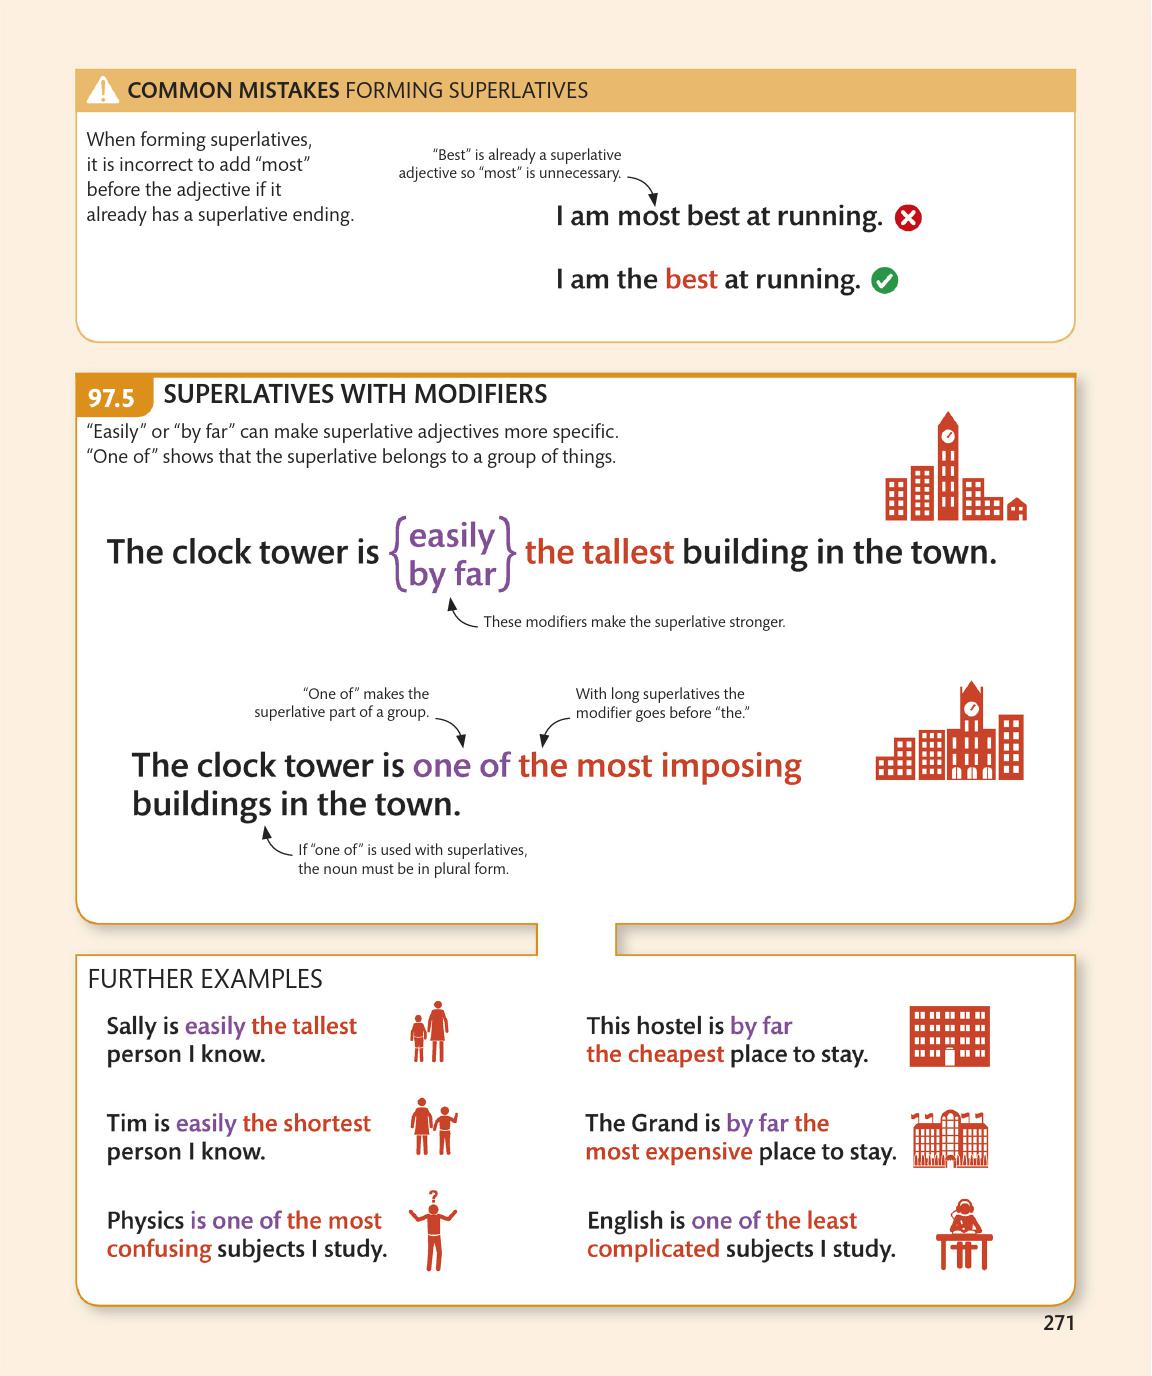 COMMON MISTAKES FORMING SUPERLATIVES
When forming superlatives,
it is incorrect to add “most”
before the adjective if it
already has a superlative ending.
“Best” is already a superlative
adjective so “most” is unnecessary.
I am most best at running.
I am the best at running.
97.5 SUPERLATIVES WITH MODIFIERS
“Easily” or “by far” can make superlative adjectives more specific.
“One of” shows that the superlative belongs to a group of things.
The clock tower is {easily by far} the tallest building in the town.
These modifiers make the superlative stronger.
“One of” makes the
superlative part of a group.
With long superlatives the
modifier goes before “the.”
The clock tower is one of the most imposing
buildings in the town.
If “one of” is used with superlatives,
the noun must be in plural form.
FURTHER EXAMPLES
Sally is easily the tallest
person I know.
This hostel is by far
the cheapest place to stay.
Tim is easily the shortest
person I know.
The Grand is by far the
most expensive place to stay.
?
Physics is one of the most
confusing subjects I study.
English is one of the least
complicated subjects I study.
271